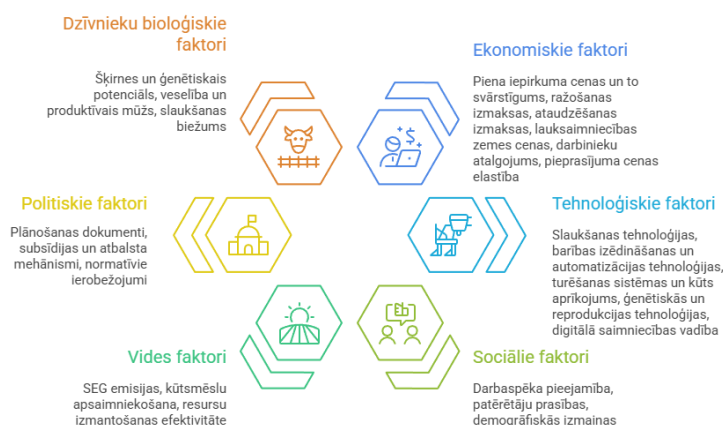 Dzīvnieku bioloģiskie
faktori
Šķirnes un ģenētiskais
potenciāls, veselība un
produktīvais mūžs, slaukšanas
biežums
Ekonomiskie faktori
Piena iepirkuma cenas un to
svārstīgums, ražošanas
izmaksas, ataudzēšanas
izmaksas, lauksaimniecības
zemes cenas, darbinieku
atalgojums, pieprasījuma cenas
elastība
Politiskie faktori
Plānošanas dokumenti,
subsīdijas un atbalsta
mehānismi, normatīvie
ierobežojumi
Tehnoloģiskie faktori
Slaukšanas tehnoloģijas,
barības izēdināšanas un
automatizācijas tehnoloģijas,
turēšanas sistēmas un kūts
aprīkojums, ģenētiskās un
reprodukcijas tehnoloģijas,
digitālā saimniecības vadība
Vides faktori
SEG emisijas, kūtsmēslu
apsaimniekošana, resursu
izmantošanas efektivitāte
Sociālie faktori
Darbaspēka pieejamība,
patērētāju prasības,
demogrāfiskās izmaiņas